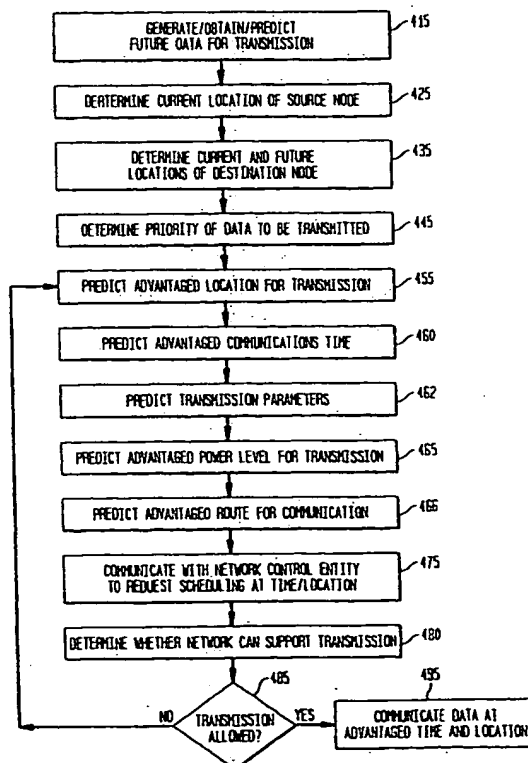 GENERATE/OBTAIN/PREDICT
FUTURE DATA FOR TRANSMISSION
415
DERTERMINE CURRENT LOCATION OF SOURCE NODE
425
DETERMINE CURRENT AND FUTURE
LOCATIONS OF DESTINATION NODE
435
DETERMINE PRIORITY OF DATA TO BE TRANSMITTED
445
PREDICT ADVANTAGED LOCATION FOR TRANSMISSION
455
PREDICT ADVANTAGED COMMUNICATIONS TIME
460
PREDICT TRANSMISSION PARAMETERS
462
PREDICT ADVANTAGED POWER LEVEL FOR TRANSMISSION
465
PREDICT ADVANTAGED ROUTE FOR COMMUNICATION
466
COMMUNICATE WITH NETWORK CONTROL ENTITY
TO REQUEST SCHEDULING AT TIME/LOCATION
475
DETERMINE WHETHER NETWORK CAN SUPPORT TRANSMISSION
480
485
TRANSMISSION
ALLOWED?
NO
YES
495
COMMUNICATE DATA AT
ADVANTAGED TIME AND LOCATION